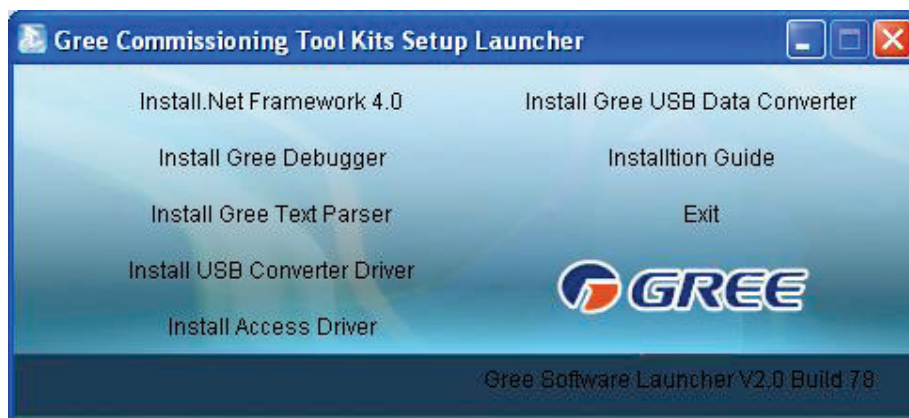 Gree Commissioning Tool Kits Setup Launcher
Install.Net Framework 4.0
Install Gree Debugger
Install Gree Text Parser
Install USB Converter Driver
Install Access Driver
Install Gree USB Data Converter
Installtion Guide
Exit
GREE
Gree Software Launcher V2.0 Build 78